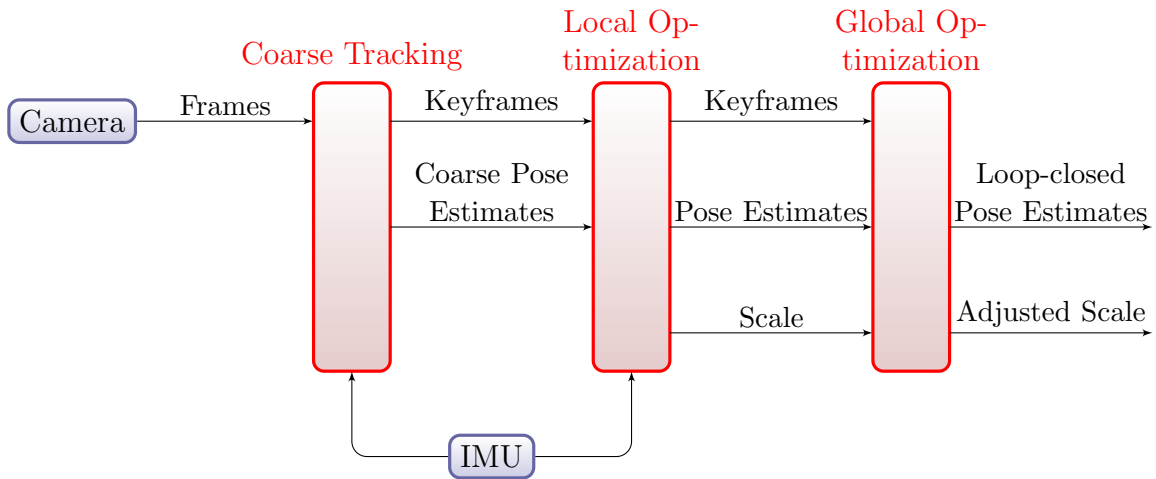 Coarse Tracking
Local Op-
timization
Global Op-
timization
Camera
Frames
Keyframes
Keyframes
Coarse Pose
Estimates
Pose Estimates
Loop-closed
Pose Estimates
Scale
Adjusted Scale
IMU